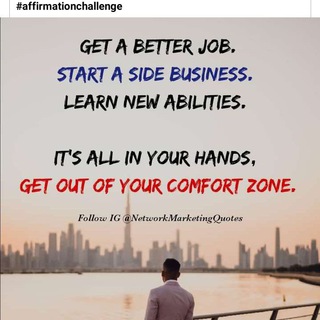 #affirmationchallenge
GET A BETTER JOB.
START A SIDE BUSINESS.
LEARN NEW ABILITIES.
IT'S ALL IN YOUR HANDS,
GET OUT OF YOUR COMFORT ZONE.
Follow IG @NetworkMarketingQuotes